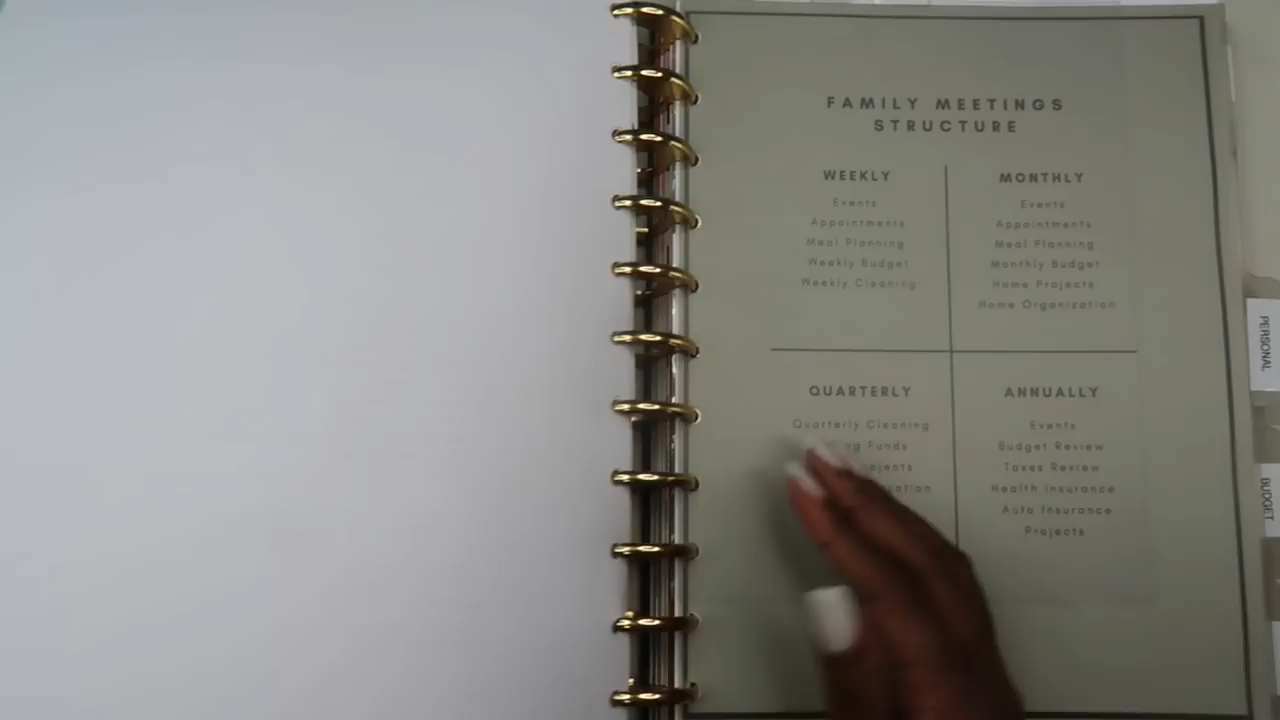 FAMILY MEETINGS
STRUCTURE
WEEKLY
Events
Appointments
Meal Planning
Weekly Budget
Weekly Cleaning
MONTHLY
Events
Appointments
Meal Planning
Monthly Budget
Home Projects
Home Organization
QUARTERLY
Quarterly Cleaning
Funds
ANNUALLY
Events
Budget Review
Taxes Review
Health Insurance
Auto Insurance
Projects
PERSONAL
BUDGET